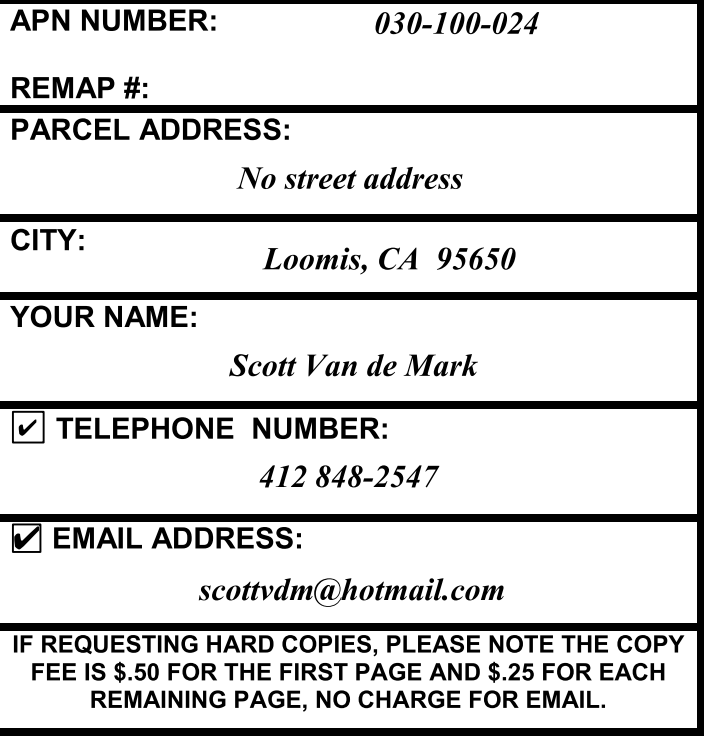 APN NUMBER: 030-100-024
REMAP #:
PARCEL ADDRESS:
No street address
CITY:
Loomis, CA 95650
YOUR NAME:
Scott Van de Mark
✔ TELEPHONE NUMBER:
412 848-2547
✔ EMAIL ADDRESS:
scottvdm@hotmail.com
IF REQUESTING HARD COPIES, PLEASE NOTE THE COPY
FEE IS $.50 FOR THE FIRST PAGE AND $.25 FOR EACH
REMAINING PAGE, NO CHARGE FOR EMAIL.